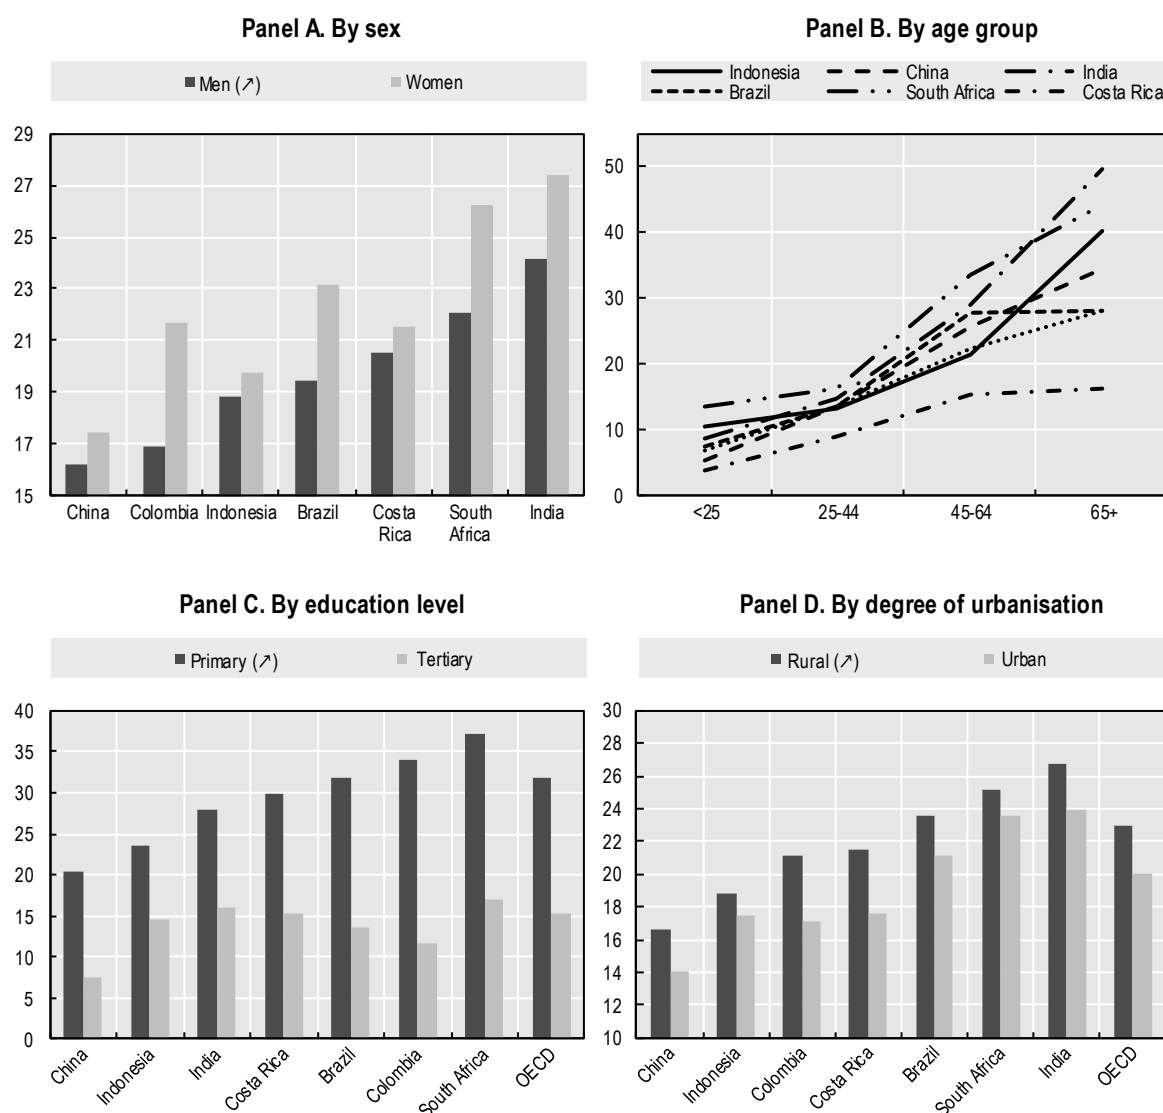 Panel A. By sex
Men (↗) Women
29
27
25
23
21
19
17
15
China Colombia Indonesia Brazil Costa Rica South Africa India
Panel B. By age group
Indonesia China India
Brazil South Africa Costa Rica
50
40
30
20
10
0
<25 25-44 45-64 65+
Panel C. By education level
Primary (↗) Tertiary
40
35
30
25
20
15
10
5
0
China Indonesia India Costa Rica Brazil Colombia South Africa OECD
Panel D. By degree of urbanisation
Rural (↗) Urban
30
28
26
24
22
20
18
16
14
12
10
China Indonesia Colombia Costa Rica Brazil South Africa India OECD